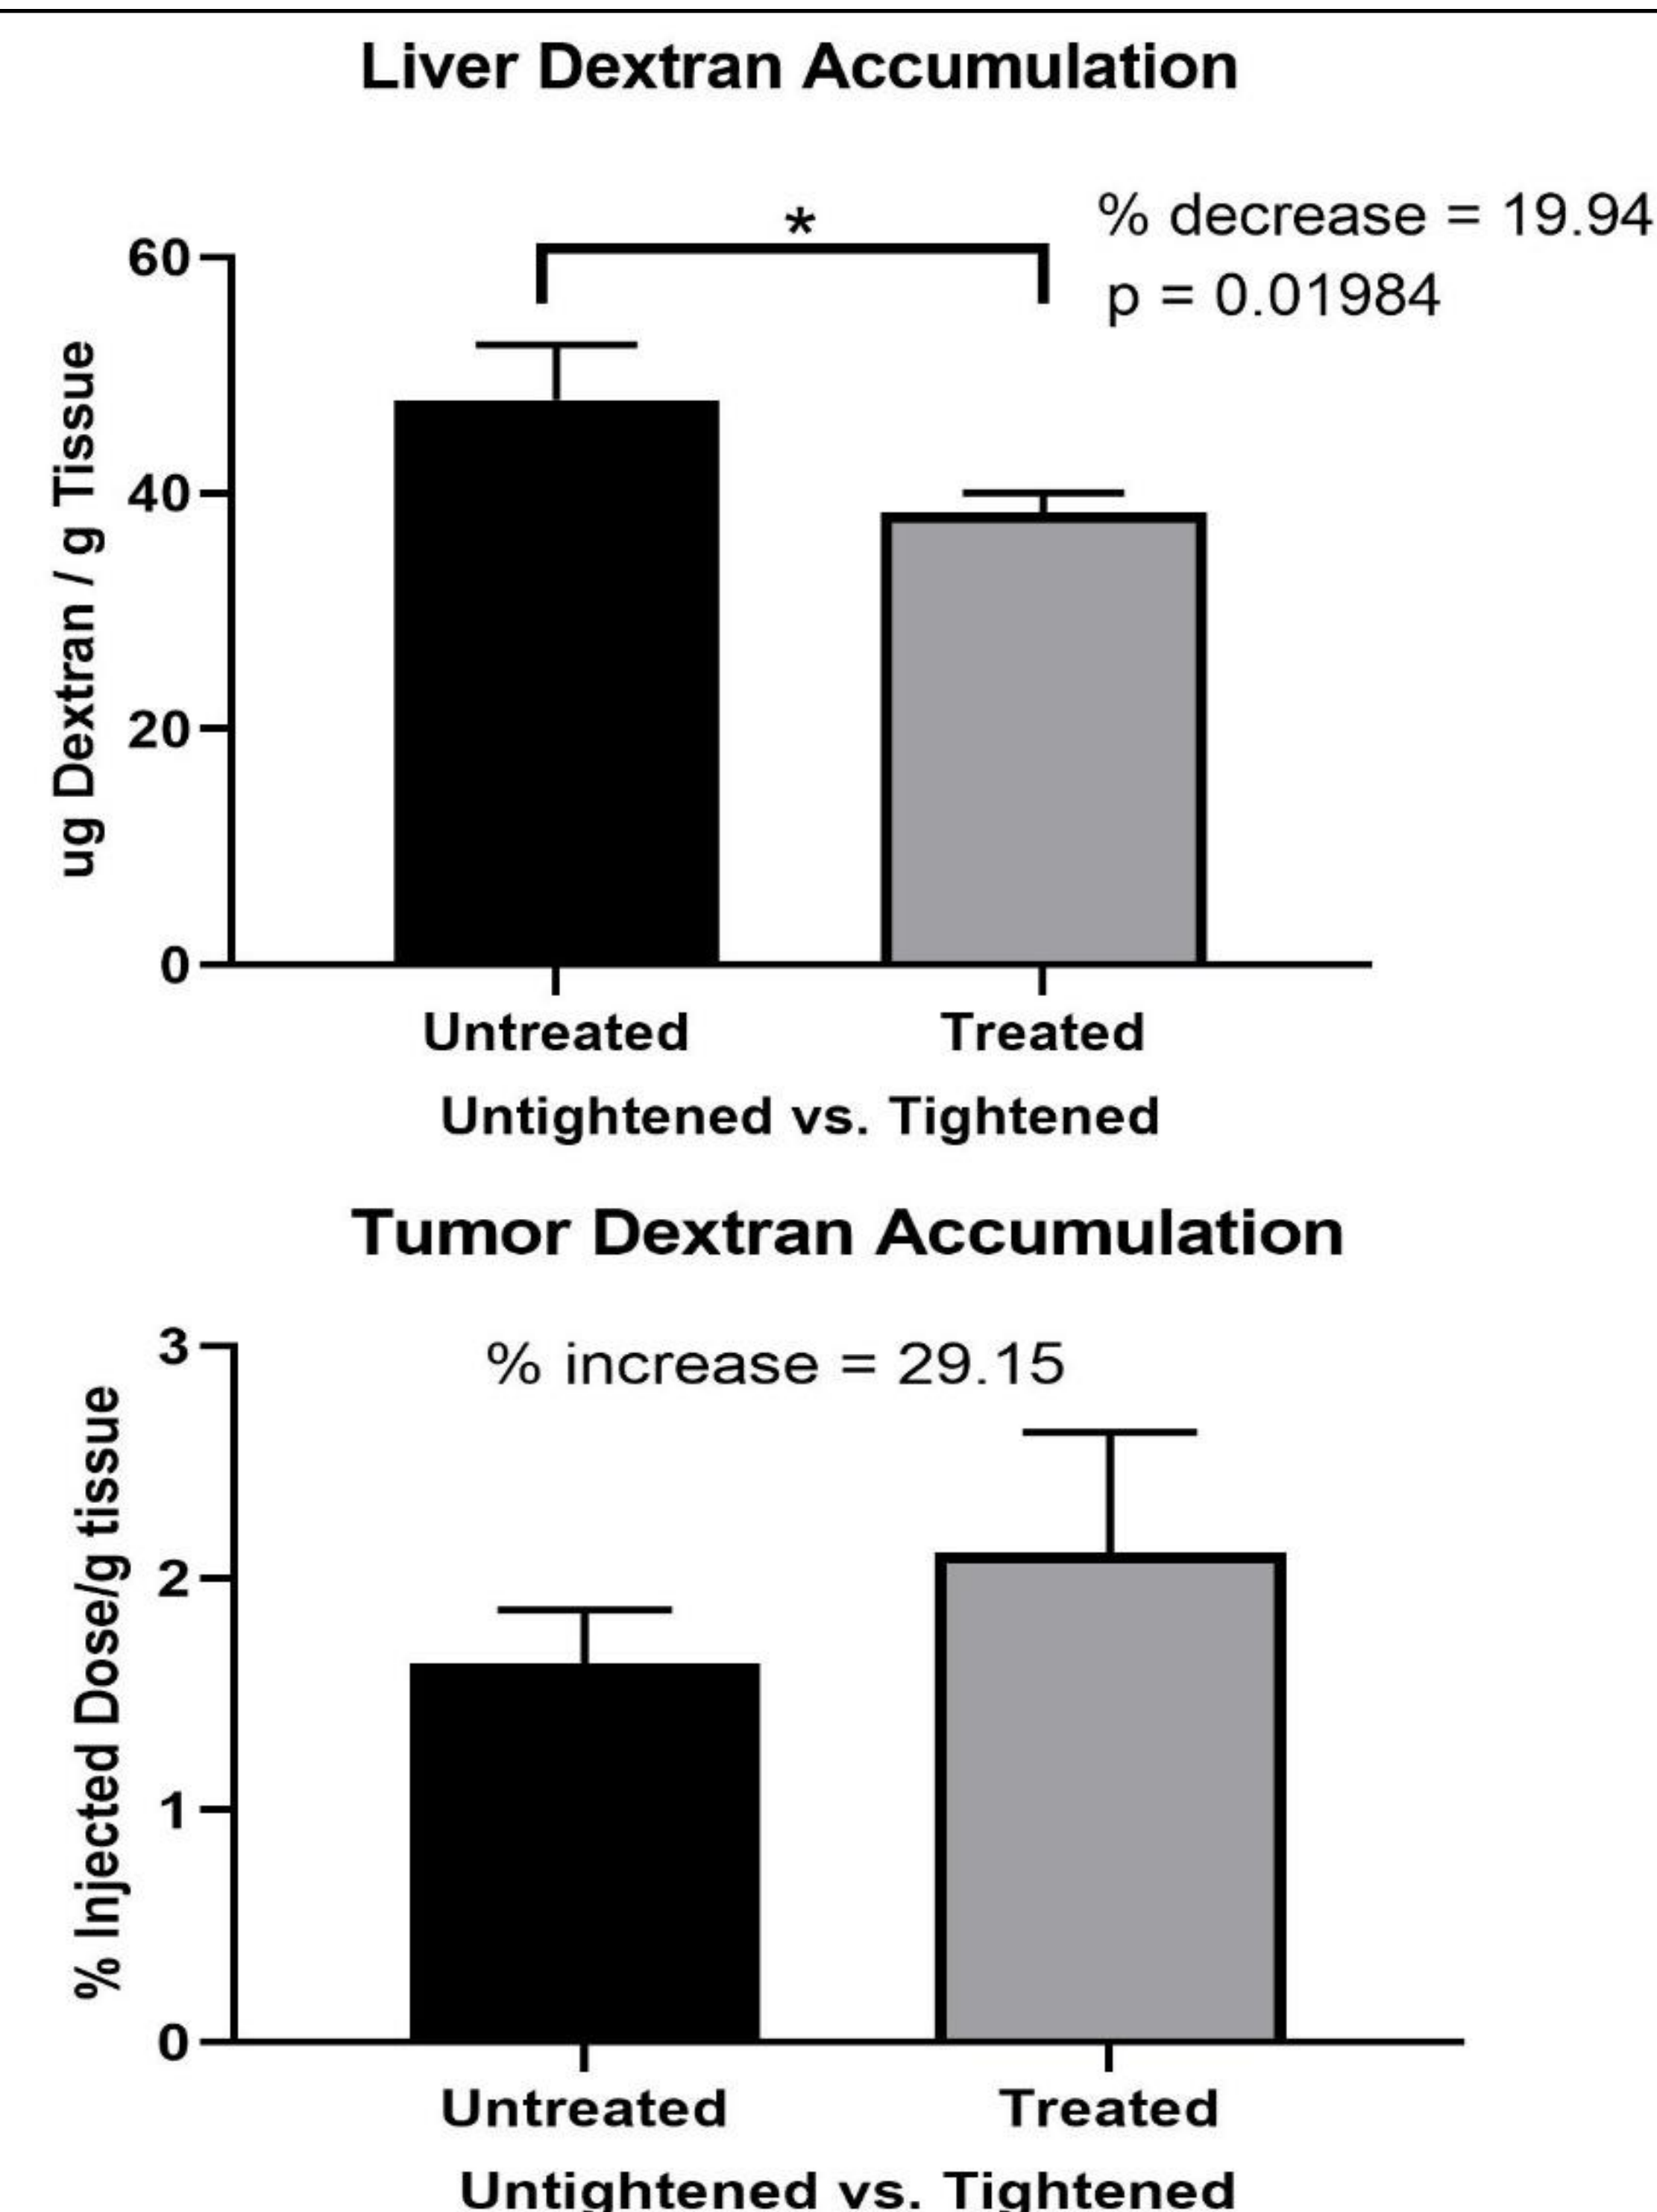 Liver Dextran Accumulation
*
% decrease = 19.94
p = 0.01984
60
40
20
0
ug Dextran / g Tissue
Untreated
Treated
Untightened vs. Tightened
Tumor Dextran Accumulation
% increase = 29.15
3
2
1
0
% Injected Dose/g tissue
Untreated
Treated
Untightened vs. Tightened